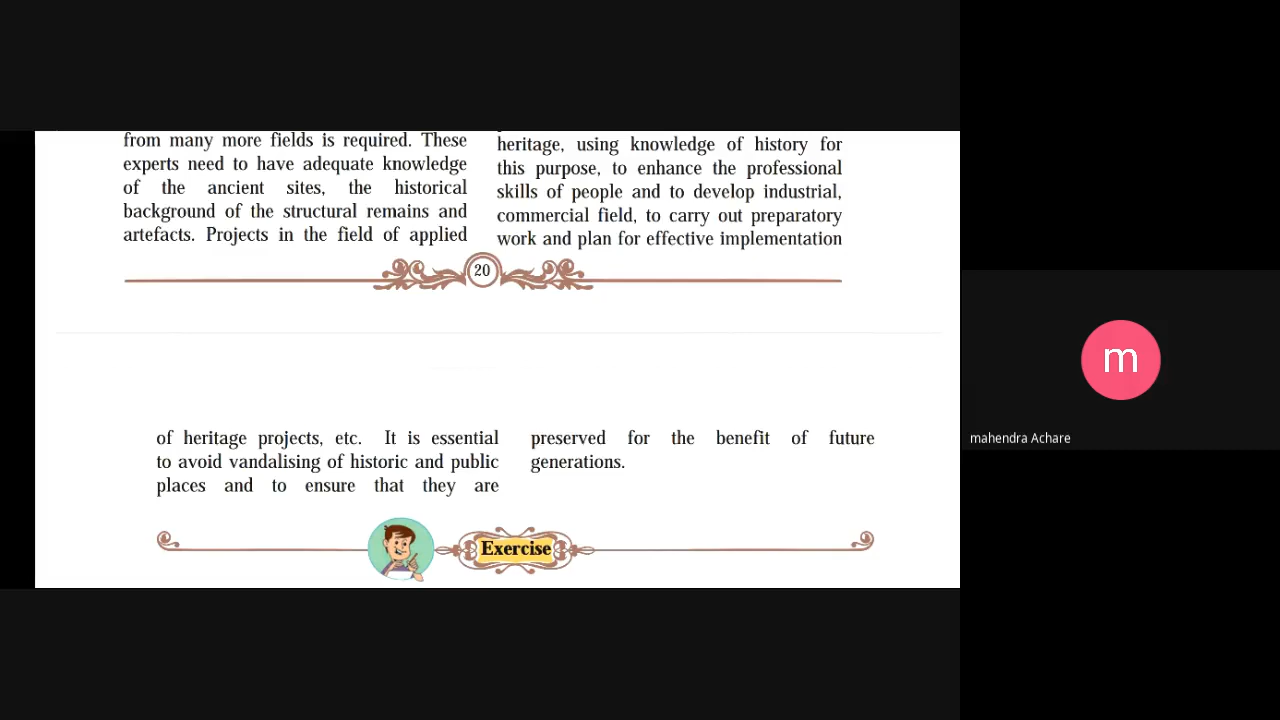 from many more fields is required. These
experts need to have adequate knowledge
of the ancient sites, the historical
background of the structural remains and
artefacts. Projects in the field of applied
heritage, using knowledge of history for
this purpose, to enhance the professional
skills of people and to develop industrial,
commercial field, to carry out preparatory
work and plan for effective implementation
20
of heritage projects, etc. It is essential
to avoid vandalising of historic and public
places and to ensure that they are
preserved for the benefit of future
generations.
Exercise
m
mahendra Achare